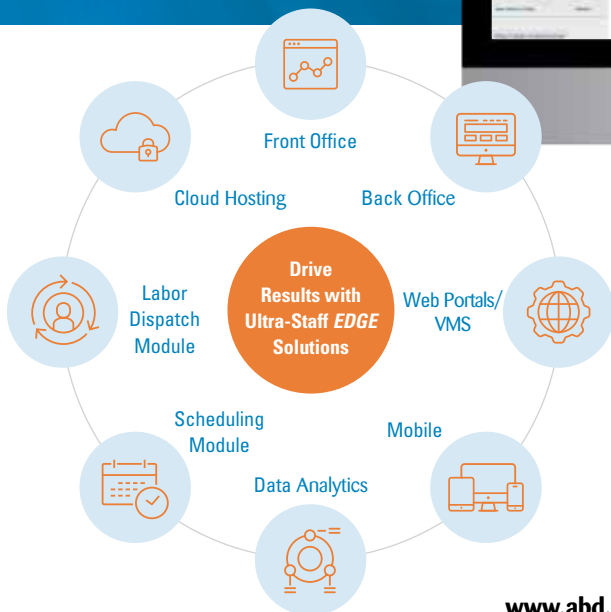 Front Office
Cloud Hosting
Back Office
Drive
Results with
Ultra-Staff EDGE
Solutions
Labor
Dispatch
Module
Web Portals/
VMS
Scheduling
Module
Mobile
Data Analytics
www.abd.